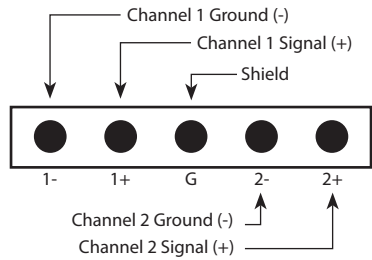 Channel 1 Ground (-)
Channel 1 Signal (+)
Shield
1- 1+ G 2- 2+
Channel 2 Ground (-)
Channel 2 Signal (+)